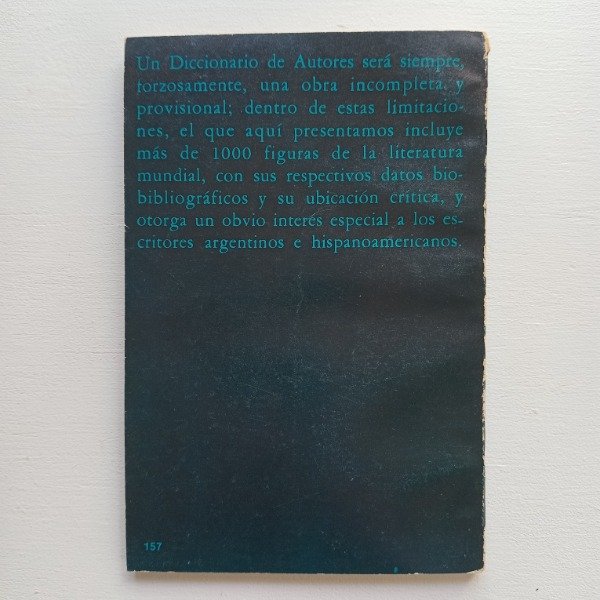 Un Diccionario de Autores será siempre,
forzosamente, una obra incompleta y
provisional; dentro de estas limitacio-
nes, el que aquí presentamos incluye
más de 1000 figuras de la literatura
mundial, con sus respectivos datos bio-
bibliográficos y su ubicación crítica, y
otorga un obvio interés especial a los es-
critores argentinos e hispanoamericanos.
157